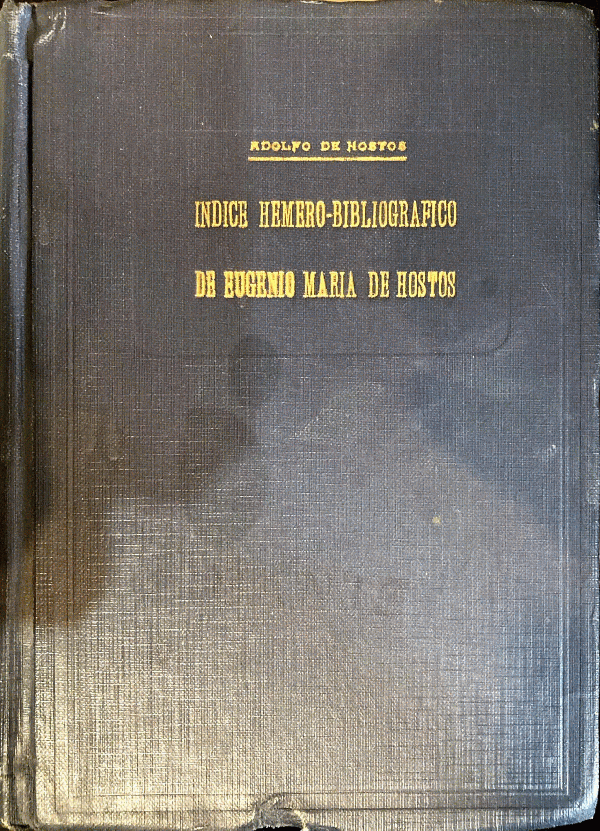 ADOLFO DE HOSTOS
INDICE HEMERO-BIBLIOGRAFICO
DE EUGENIO MARIA DE HOSTOS